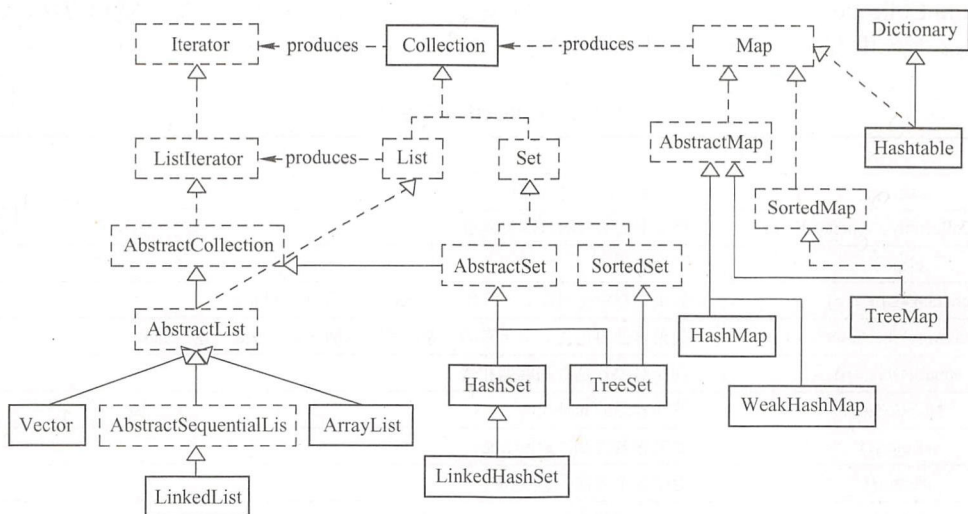 Iterator
produces
Collection
produces
Map
Dictionary
ListIterator
produces
List
Set
AbstractMap
Hashtable
AbstractCollection
AbstractSet
SortedSet
SortedMap
AbstractList
HashMap
TreeMap
Vector
AbstractSequentialLis
ArrayList
HashSet
TreeSet
WeakHashMap
LinkedList
LinkedHashSet